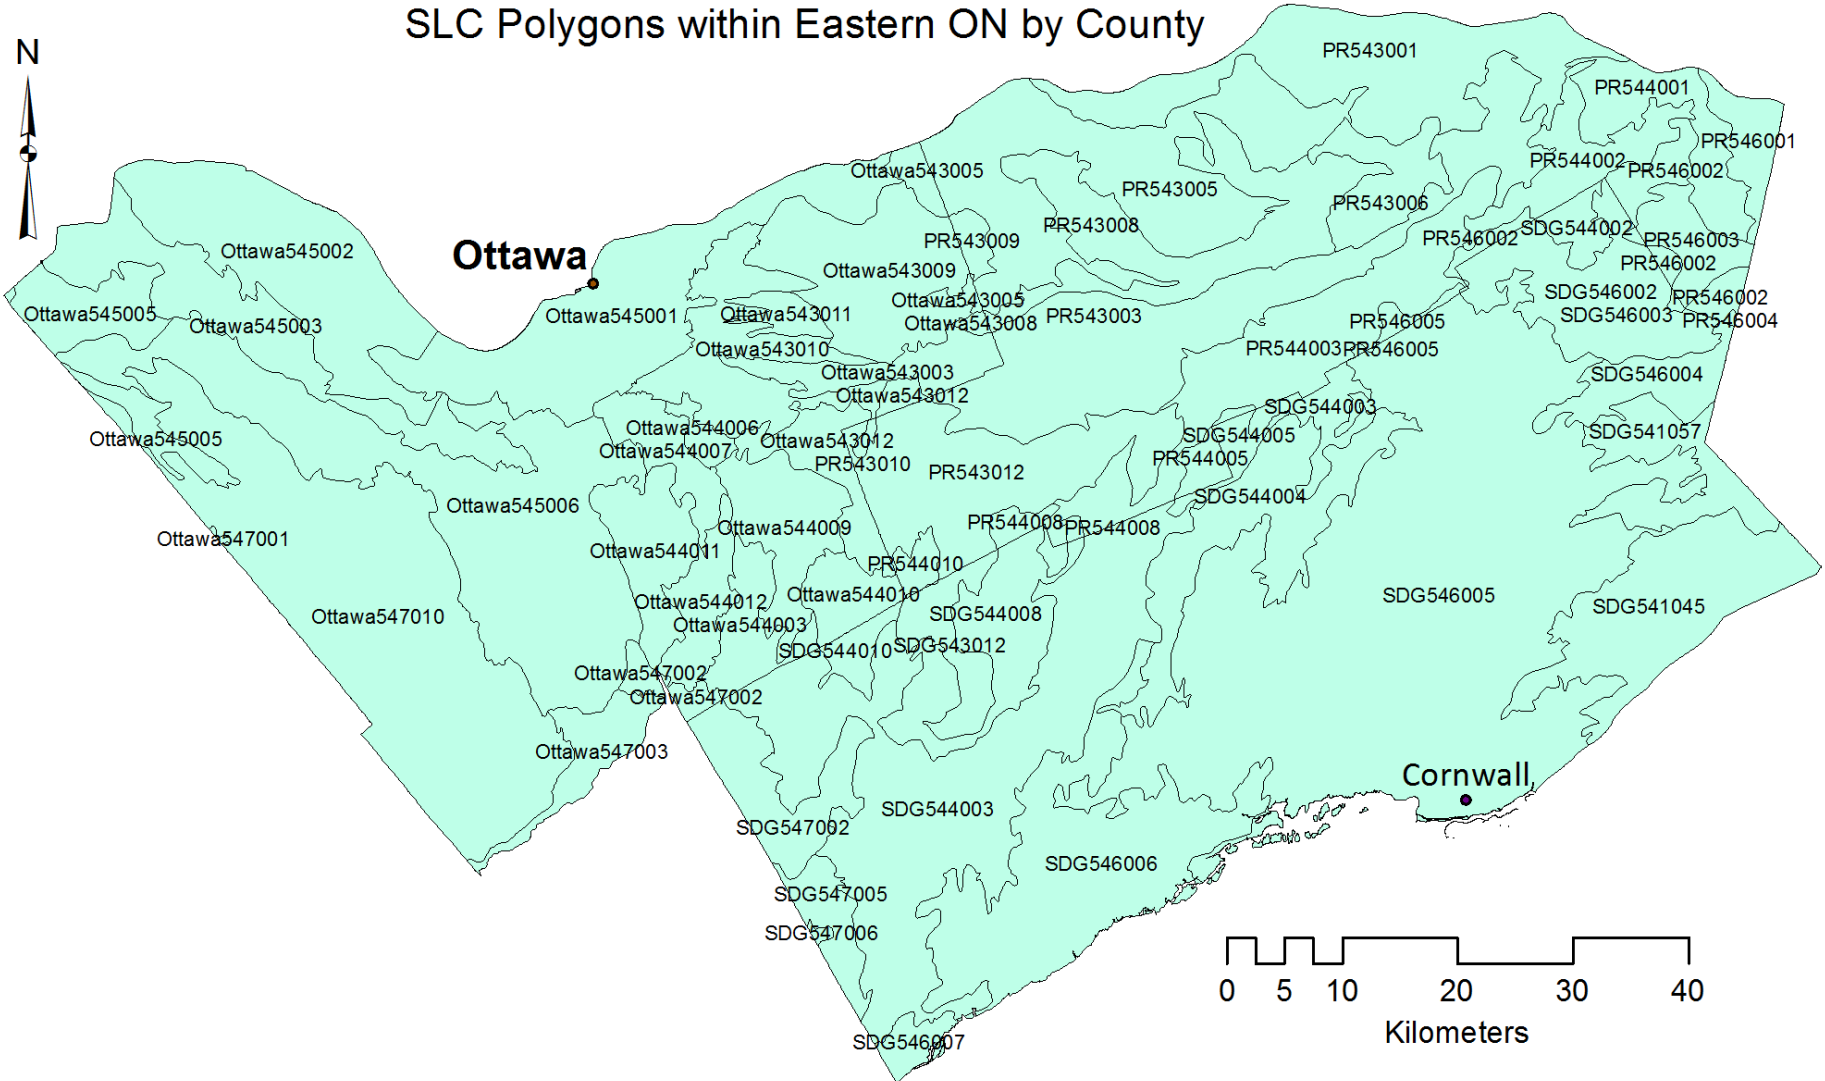 SLC Polygons within Eastern ON by County
N
PR543001
PR544001
PR546001
PR544002
PR546002
Ottawa543005
PR543005
PR543006
PR543008
SDG544002
PR546002
PR543009
PR546003
Ottawa545002
Ottawa
PR546002
Ottawa543009
SDG546002
PR546002
Ottawa543005
Ottawa545005
Ottawa545001
Ottawa543011
PR543003
SDG546003
PR546004
PR546005
Ottawa543008
Ottawa545003
Ottawa543010
PR544003
PR546005
Ottawa543003
SDG546004
Ottawa543012
SDG544003
Ottawa544006
SDG541057
SDG544005
Ottawa545005
Ottawa543012
Ottawa544007
PR544005
PR543010
PR543012
SDG544004
Ottawa545006
PR544008
PR544008
Ottawa544009
Ottawa547001
Ottawa544011
PR544010
Ottawa544010
SDG546005
Ottawa544012
SDG541045
SDG544008
Ottawa547010
Ottawa544003
SDG543012
SDG544010
Ottawa547002
Ottawa547002
Ottawa547003
Cornwall
SDG544003
SDG547002
SDG546006
SDG547005
SDG547006
0 5 10 20 30 40
Kilometers
SDG546007